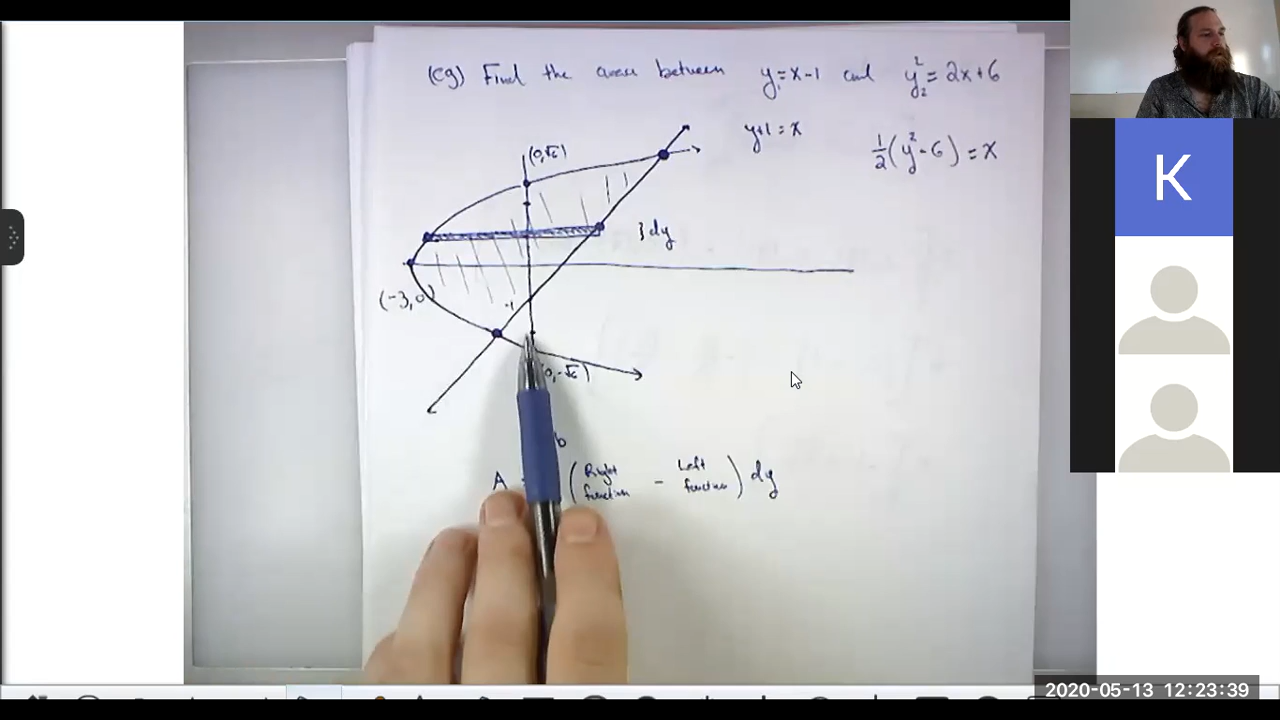 (eg) Find the area between y₁=x-1 and y₂²=2x+6
y+1=x
½(y²-6)=x
(0,√6)
} dy
(-3,0)
-1
(0,-√6)
b
A
(Right function - Left function) dy
K
2020-05-13 12:23:39